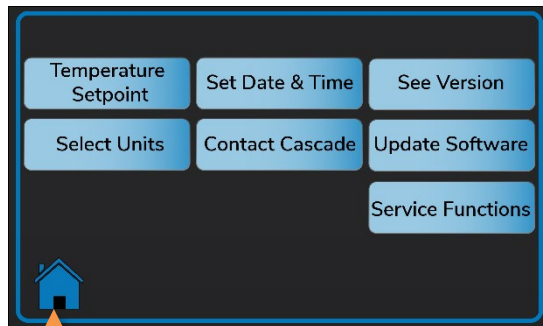 Temperature
Setpoint
Set Date & Time
See Version
Select Units
Contact Cascade
Update Software
Service Functions